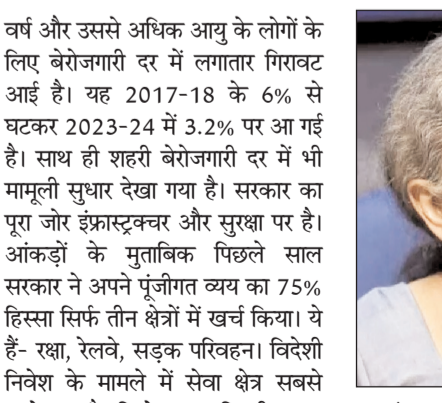 वर्ष और उससे अधिक आयु के लोगों के
लिए बेरोजगारी दर में लगातार गिरावट
आई है। यह 2017-18 के 6% से
घटकर 2023-24 में 3.2% पर आ गई
है। साथ ही शहरी बेरोजगारी दर में भी
मामूली सुधार देखा गया है। सरकार का
पूरा जोर इंफ्रास्ट्रक्चर और सुरक्षा पर है।
आंकड़ों के मुताबिक पिछले साल
सरकार ने अपने पूंजीगत व्यय का 75%
हिस्सा सिर्फ तीन क्षेत्रों में खर्च किया। ये
हैं- रक्षा, रेलवे, सड़क परिवहन। विदेशी
निवेश के मामले में सेवा क्षेत्र सबसे